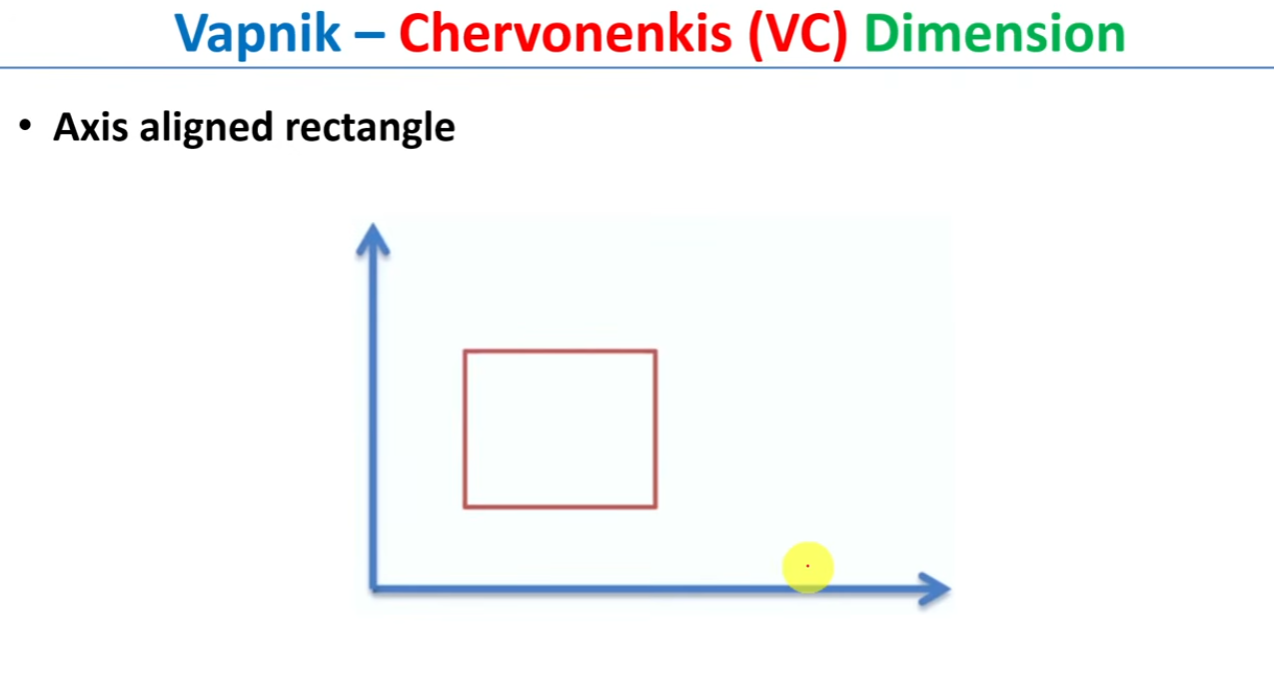 Vapnik – Chervonenkis (VC) Dimension
• Axis aligned rectangle